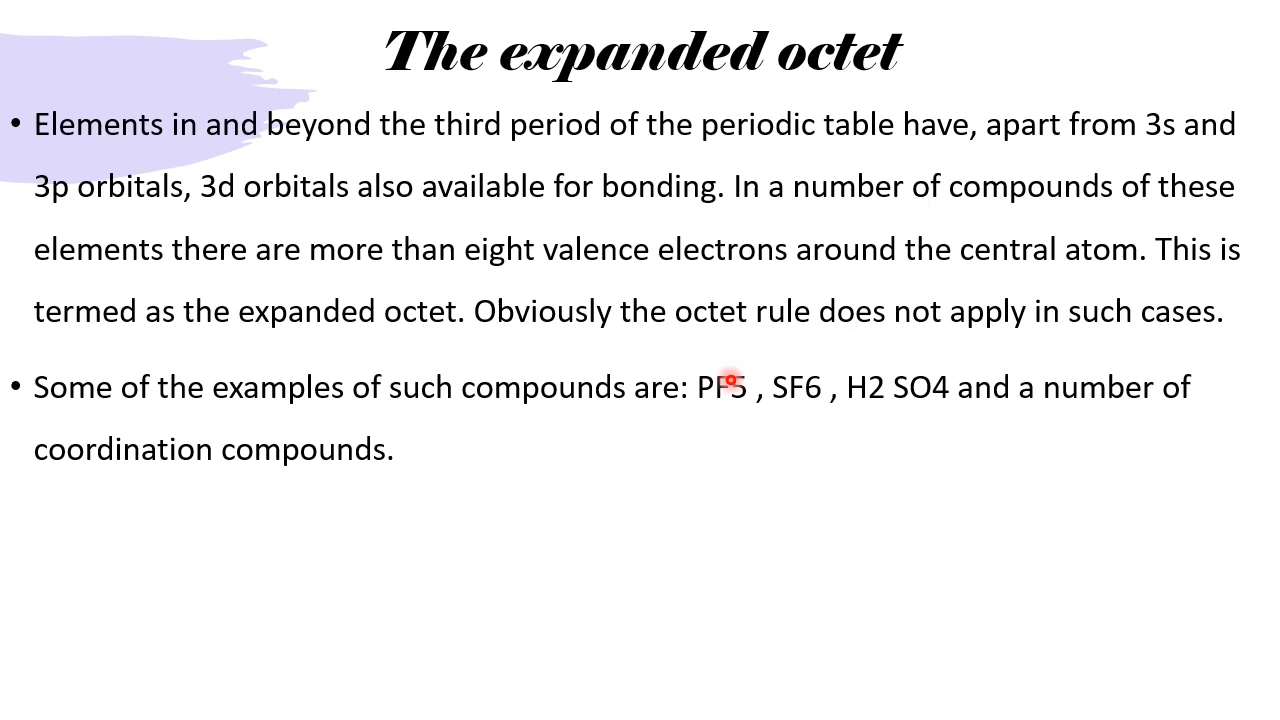 The expanded octet
• Elements in and beyond the third period of the periodic table have, apart from 3s and
3p orbitals, 3d orbitals also available for bonding. In a number of compounds of these
elements there are more than eight valence electrons around the central atom. This is
termed as the expanded octet. Obviously the octet rule does not apply in such cases.
• Some of the examples of such compounds are: PF5 , SF6 , H2 SO4 and a number of
coordination compounds.